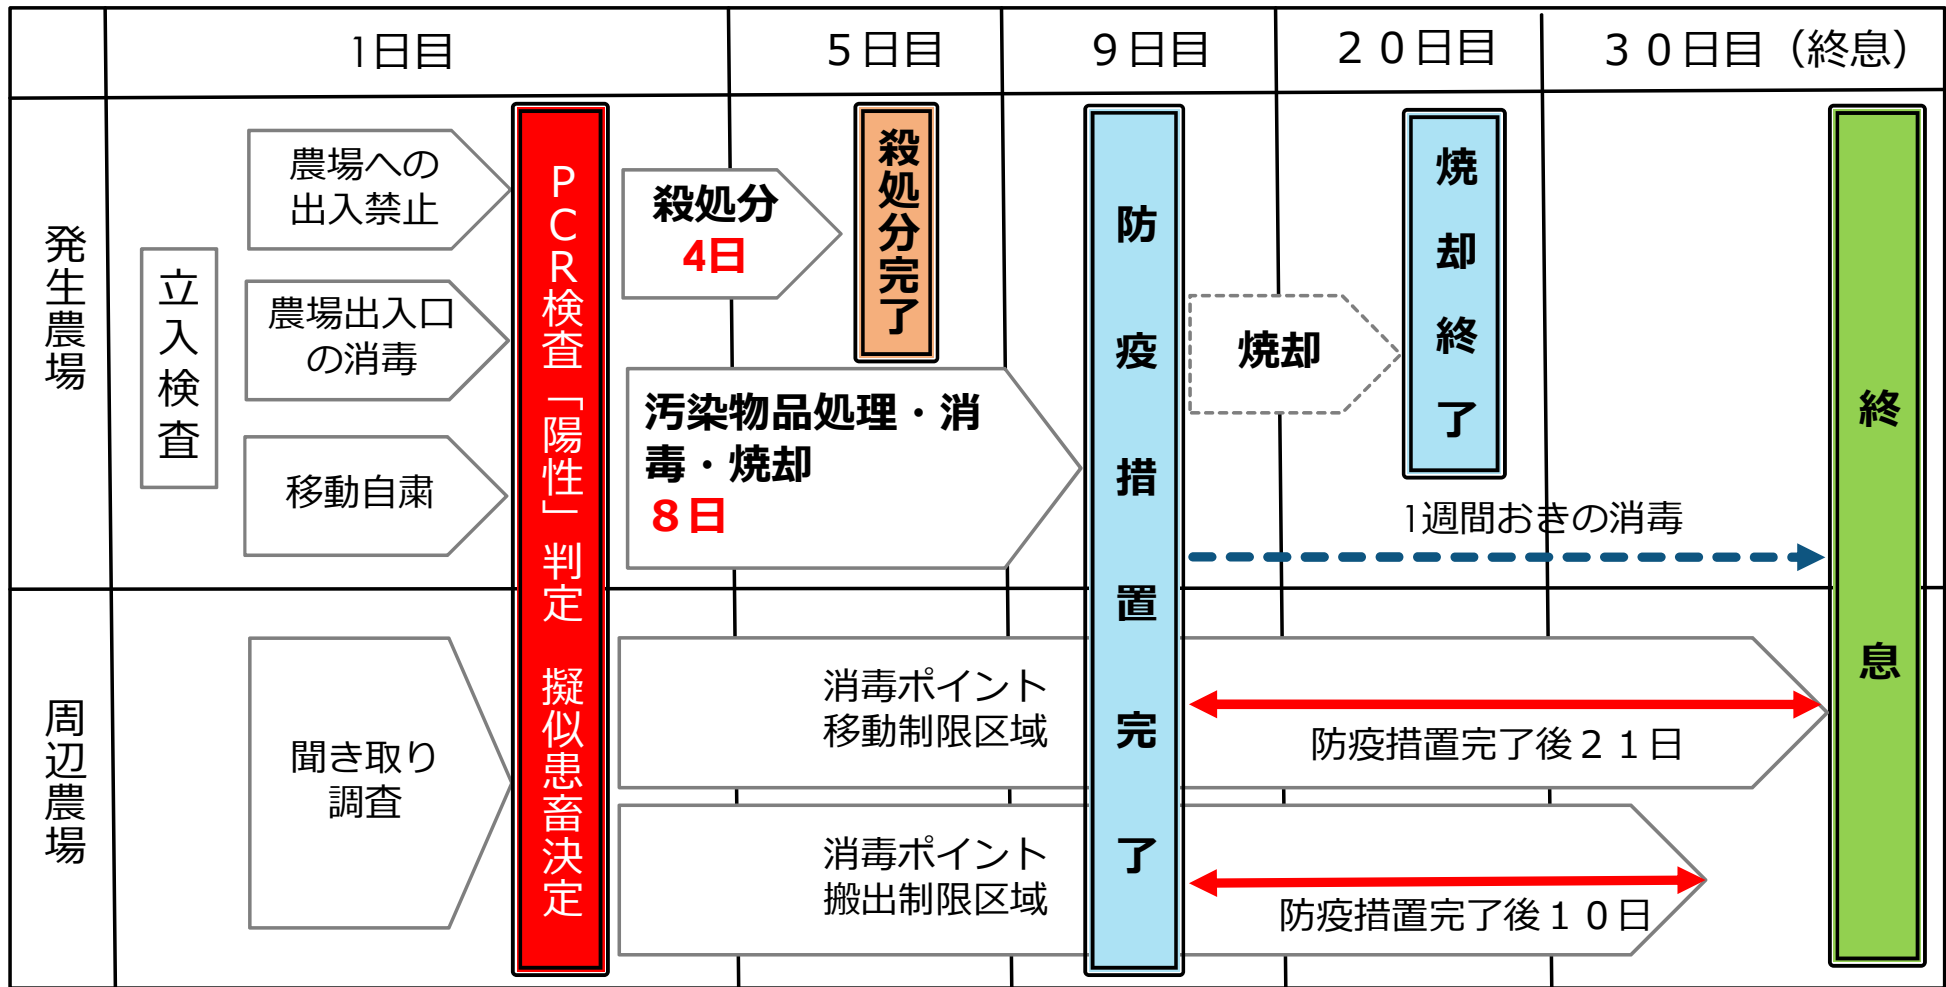 1日目
５日目
９日目
２０日目
３０日目（終息）
発生農場
立入検査
農場への
出入禁止
農場出入口
の消毒
移動自粛
ＰＣＲ検査「陽性」判定　擬似患畜決定
殺処分
4日
殺処分完了
汚染物品処理・消
毒・焼却
８日
防疫措置完了
焼却
焼却終了
1週間おきの消毒
終息
周辺農場
聞き取り
調査
消毒ポイント
移動制限区域
防疫措置完了後２１日
消毒ポイント
搬出制限区域
防疫措置完了後１０日